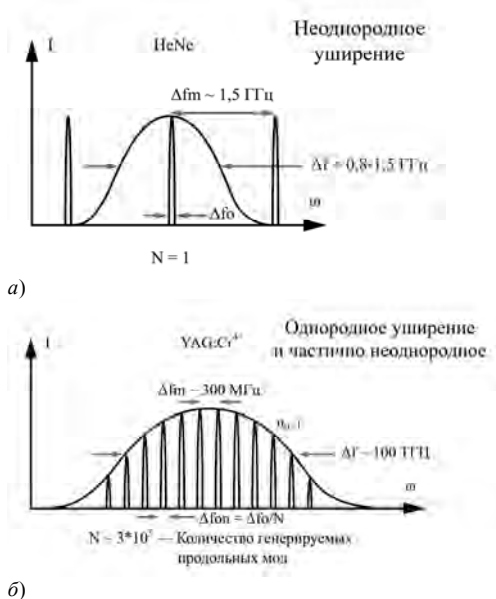 Неоднородное
уширение
I
HeNe
Δfm ~ 1,5 ГГц
Δf ÷ 0,8-1,5 ГГц
Δfo
ω
N = 1
а)
Однородное уширение
и частично неоднородное
I
YAG:Cr⁴⁺
Δfm ~300 МГц
Δf ~100 ТГЦ
ω
Δfon = Δfo/N
N ~ 3*10⁵ — Количество генерируемых
продольных мод
б)